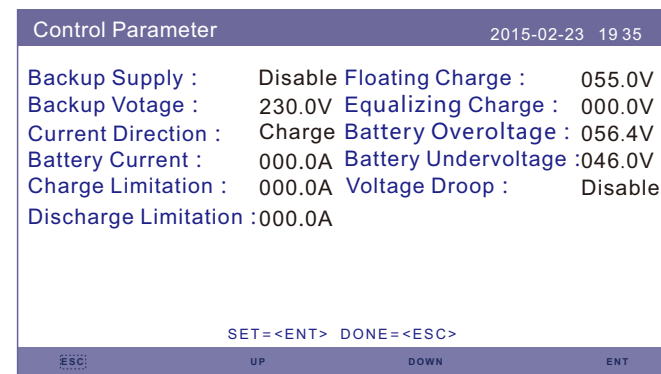 Control Parameter 2015-02-23 19 35
Backup Supply : Disable Floating Charge : 055.0V
Backup Votage : 230.0V Equalizing Charge : 000.0V
Current Direction : Charge Battery Overoltage : 056.4V
Battery Current : 000.0A Battery Undervoltage :046.0V
Charge Limitation : 000.0A Voltage Droop : Disable
Discharge Limitation :000.0A
SET=<ENT> DONE=<ESC>
ESC UP DOWN ENT